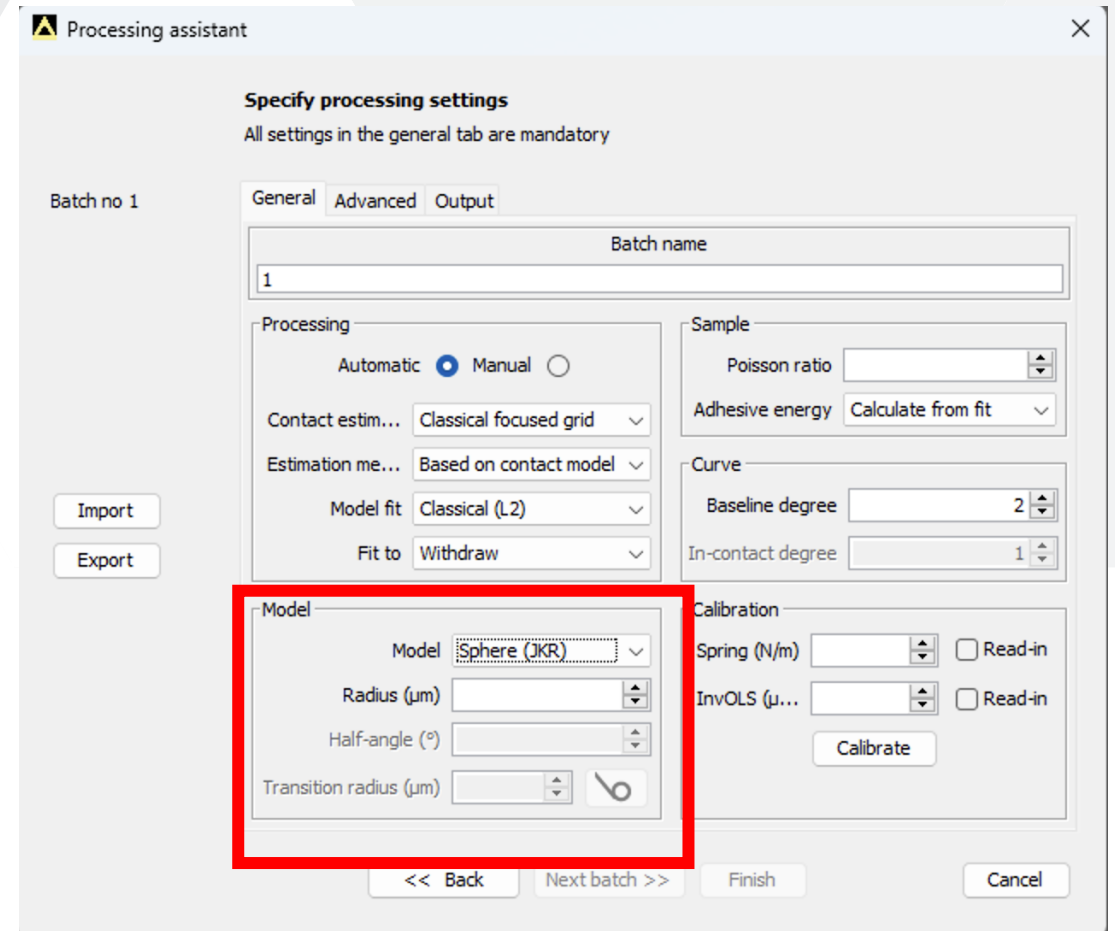 Processing assistant
Specify processing settings
All settings in the general tab are mandatory
Batch no 1
General Advanced Output
Batch name
1
Processing
Automatic Manual
Contact estim... Classical focused grid
Estimation me... Based on contact model
Model fit Classical (L2)
Fit to Withdraw
Sample
Poisson ratio
Adhesive energy Calculate from fit
Curve
Baseline degree 2
In-contact degree 1
Import
Export
Model
Model Sphere (JKR)
Radius (µm)
Half-angle (º)
Transition radius (µm)
Calibration
Spring (N/m) Read-in
InvOLS (µ... Read-in
Calibrate
<< Back Next batch >> Finish Cancel